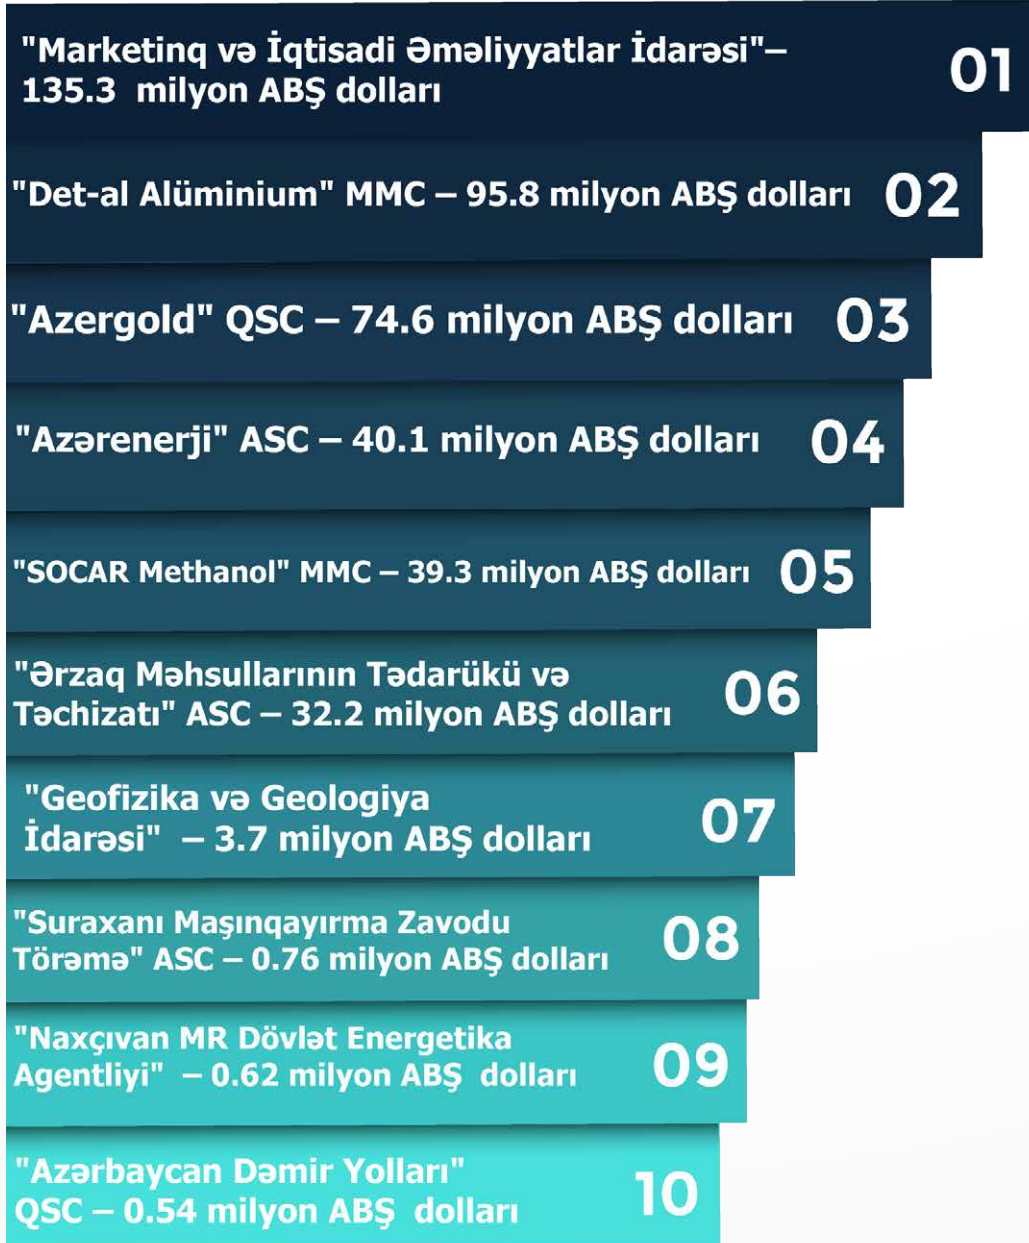 "Marketinq və İqtisadi Əməliyyatlar İdarəsi"–
135.3 milyon ABŞ dolları
01
"Det-al Alüminium" MMC – 95.8 milyon ABŞ dolları 02
"Azergold" QSC – 74.6 milyon ABŞ dolları 03
"Azərenerji" ASC – 40.1 milyon ABŞ dolları 04
"SOCAR Methanol" MMC – 39.3 milyon ABŞ dolları 05
"Ərzaq Məhsullarının Tədarükü və
Təchizatı" ASC – 32.2 milyon ABŞ dolları
06
"Geofizika və Geologiya
İdarəsi" – 3.7 milyon ABŞ dolları
07
"Suraxanı Maşınqayırma Zavodu
Törəmə" ASC – 0.76 milyon ABŞ dolları
08
"Naxçıvan MR Dövlət Energetika
Agentliyi" – 0.62 milyon ABŞ dolları
09
"Azərbaycan Dəmir Yolları"
QSC – 0.54 milyon ABŞ dolları
10